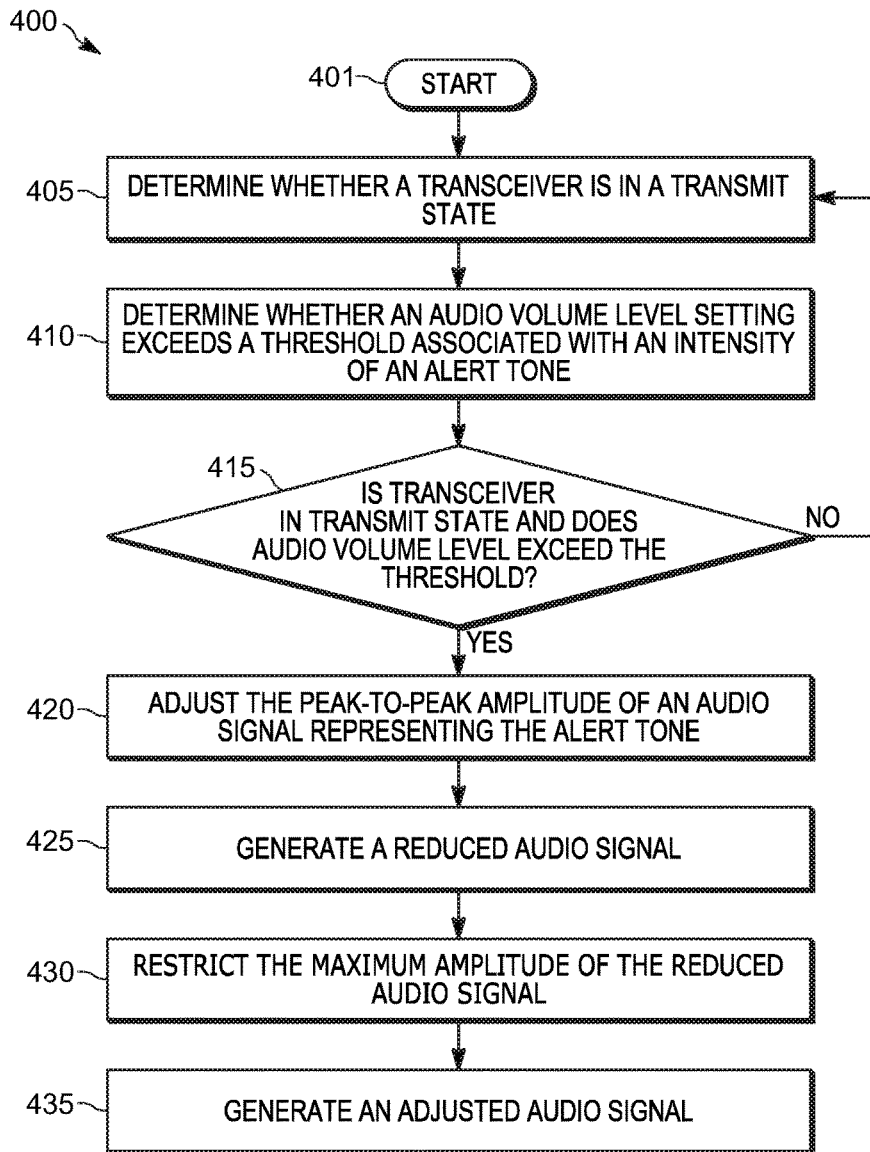 400
401
START
405
DETERMINE WHETHER A TRANSCEIVER IS IN A TRANSMIT
STATE
410
DETERMINE WHETHER AN AUDIO VOLUME LEVEL SETTING
EXCEEDS A THRESHOLD ASSOCIATED WITH AN INTENSITY
OF AN ALERT TONE
415
IS TRANSCEIVER
IN TRANSMIT STATE AND DOES
AUDIO VOLUME LEVEL EXCEED THE
THRESHOLD?
NO
YES
420
ADJUST THE PEAK-TO-PEAK AMPLITUDE OF AN AUDIO
SIGNAL REPRESENTING THE ALERT TONE
425
GENERATE A REDUCED AUDIO SIGNAL
430
RESTRICT THE MAXIMUM AMPLITUDE OF THE REDUCED
AUDIO SIGNAL
435
GENERATE AN ADJUSTED AUDIO SIGNAL